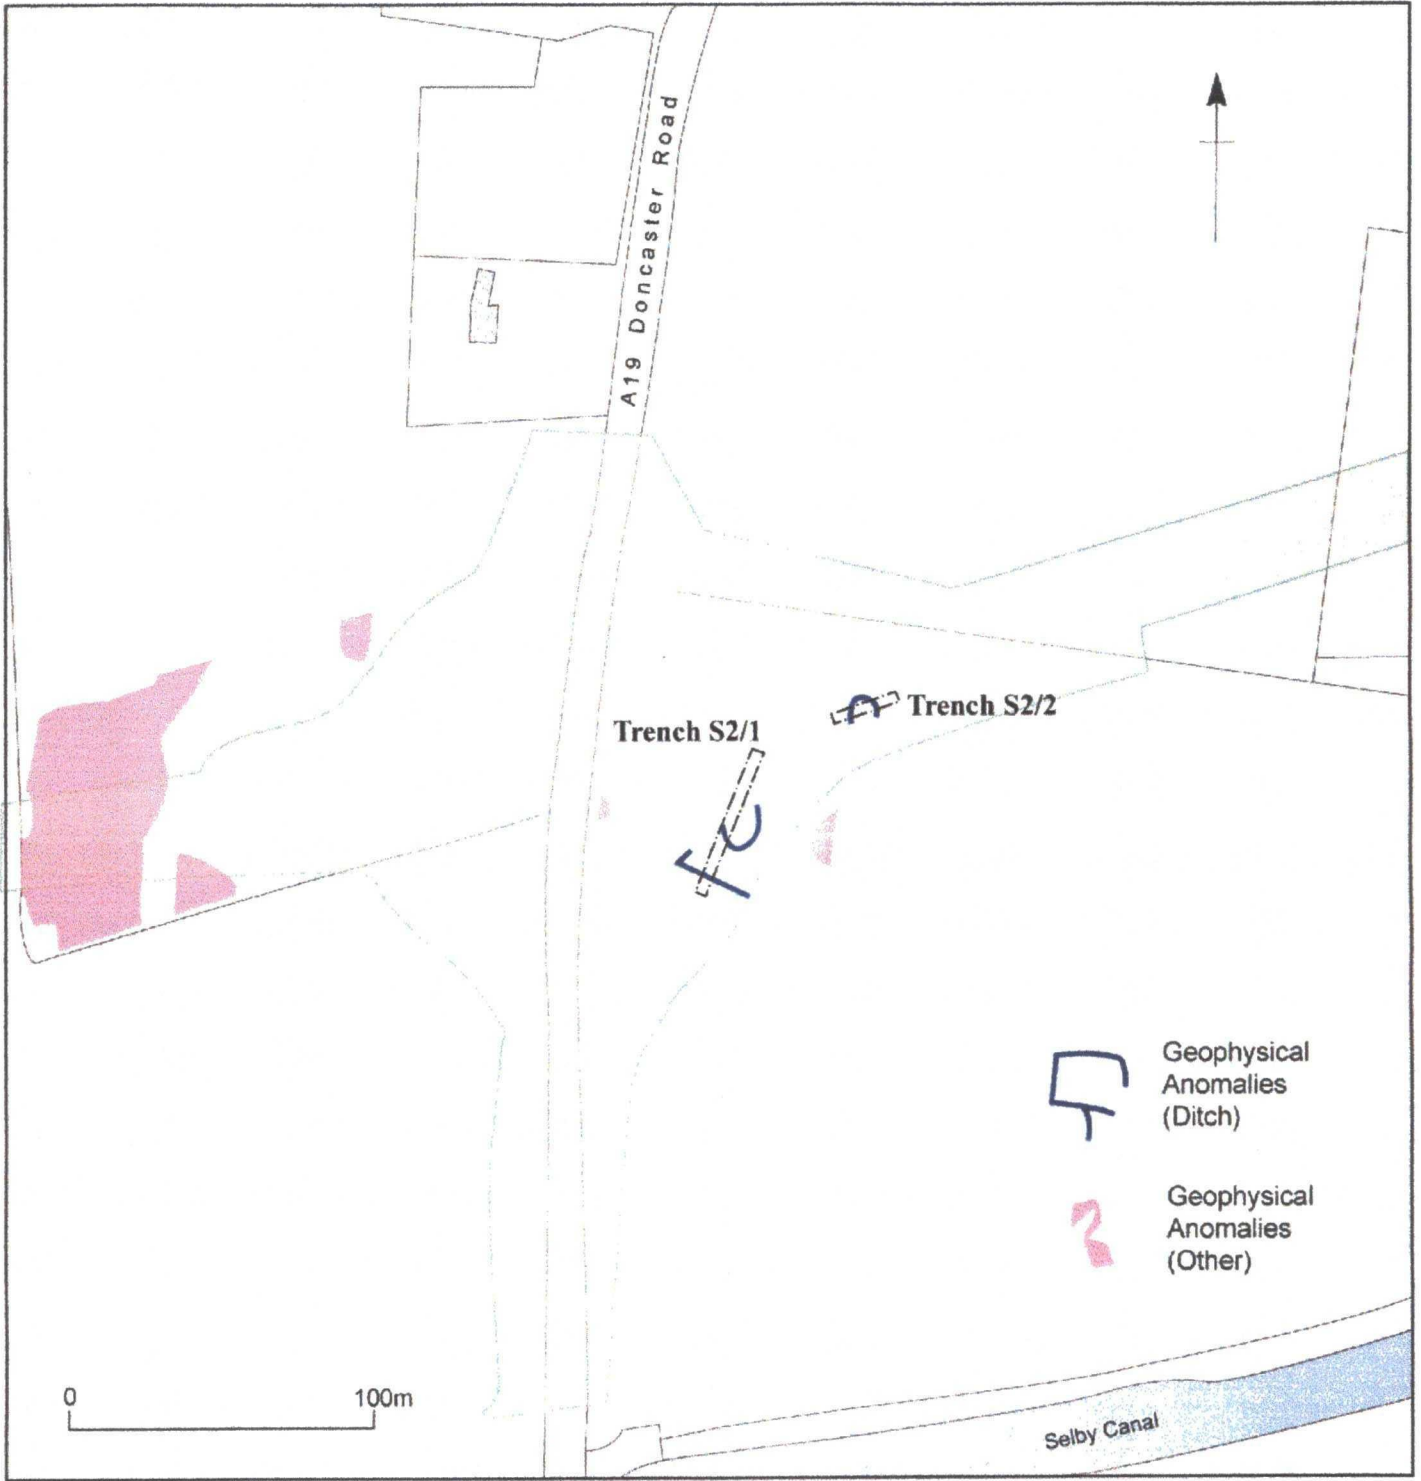 A19 Doncaster Road
Trench S2/2
Trench S2/1
Geophysical
Anomalies
(Ditch)
Geophysical
Anomalies
(Other)
0 100m
Selby Canal